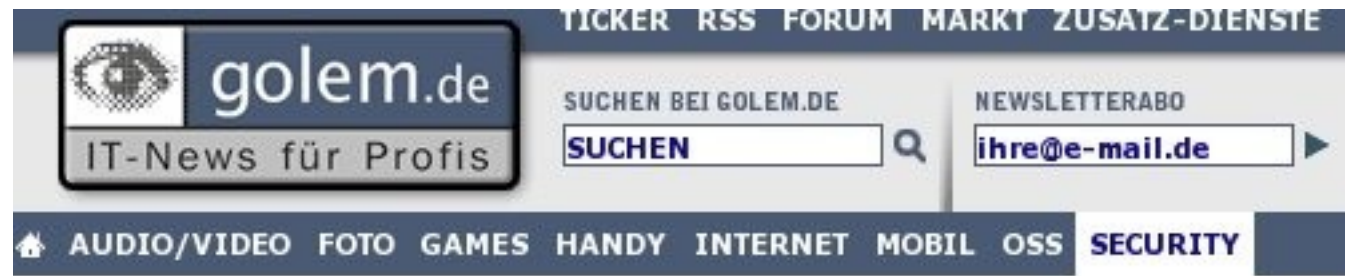 TICKER RSS FORUM MARKT ZUSATZ-DIENSTE
golem.de
IT-News für Profis
SUCHEN BEI GOLEM.DE
SUCHEN
NEWSLETTERABO
ihre@e-mail.de
AUDIO/VIDEO FOTO GAMES HANDY INTERNET MOBIL OSS SECURITY